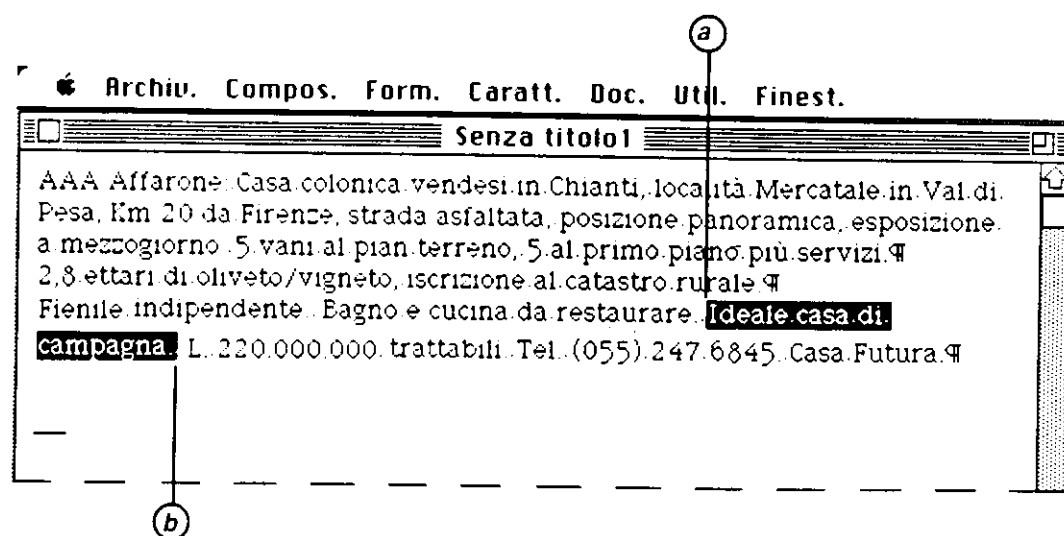 a
Archiv. Compos. Form. Caratt. Doc. Util. Finest.
Senza titolo1
AAA Affarone: Casa colonica vendesi in Chianti, località Mercatale in Val di
Pesa, Km 20 da Firenze, strada asfaltata, posizione panoramica, esposizione
a mezzogiorno. 5 vani al pian terreno, 5 al primo piano più servizi.¶
2,8 ettari di oliveto/vigneto, iscrizione al catastro rurale.¶
Fienile indipendente. Bagno e cucina da restaurare. Ideale casa di
campagna. L. 220.000.000 trattabili. Tel. (055) 247.6845. Casa Futura.¶
b